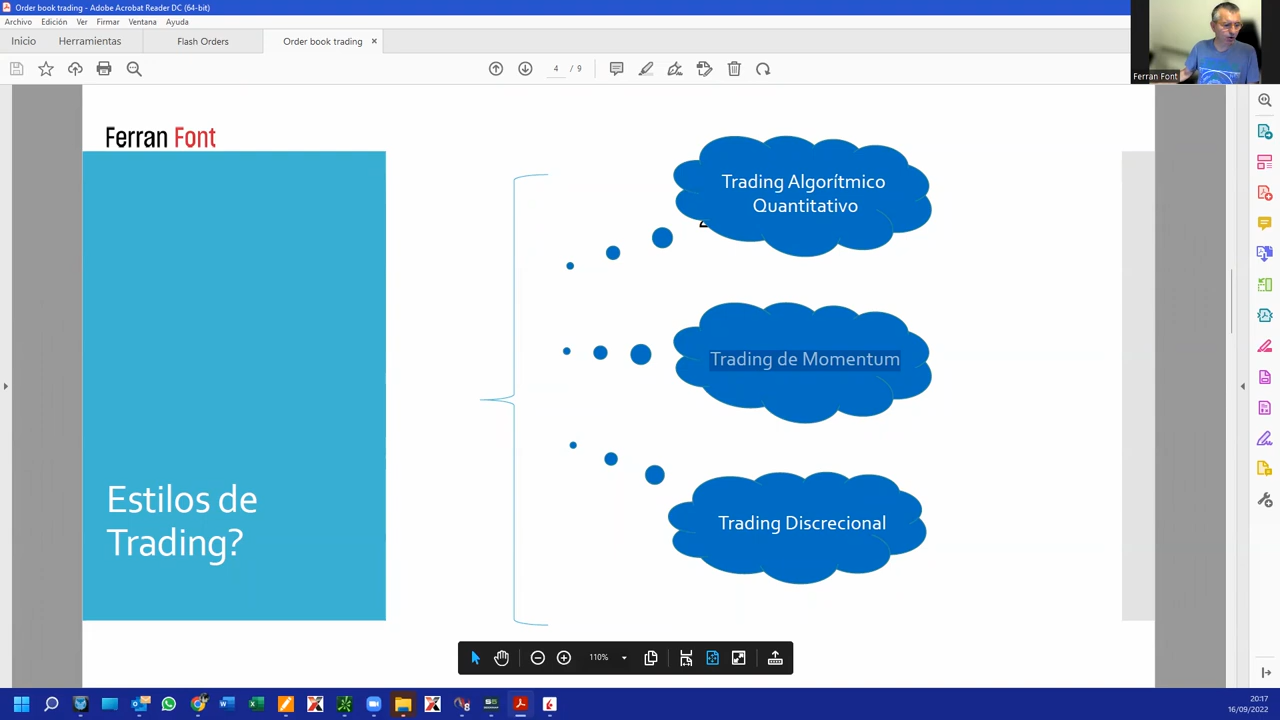 Order book trading - Adobe Acrobat Reader DC (64-bit)
Archivo Edición Ver Firmar Ventana Ayuda
Inicio Herramientas Flash Orders Order book trading ×
4 / 9
Ferran Font
Ferran Font
Trading Algorítmico
Quantitativo
Trading de Momentum
Estilos de
Trading?
Trading Discrecional
110%
20:17
16/09/2022